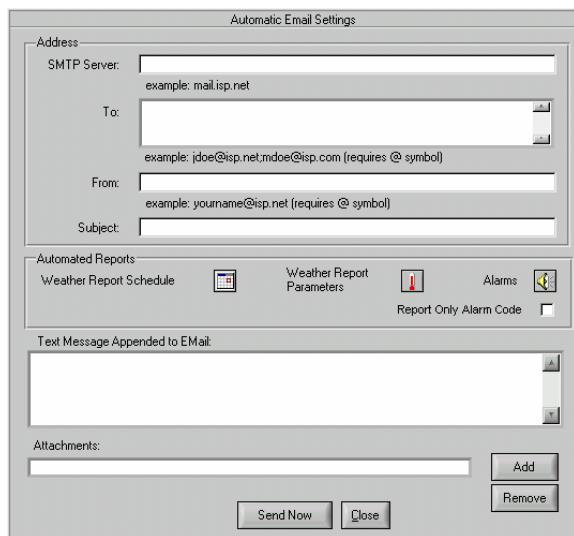 Automatic Email Settings
Address
SMTP Server:
example: mail.isp.net
To:
example: jdoe@isp.net;mdoe@isp.com (requires @ symbol)
From:
example: yourname@isp.net (requires @ symbol)
Subject:
Automated Reports
Weather Report Schedule
Weather Report
Parameters
Alarms
Report Only Alarm Code
Text Message Appended to EMail:
Attachments:
Add
Remove
Send Now
Close